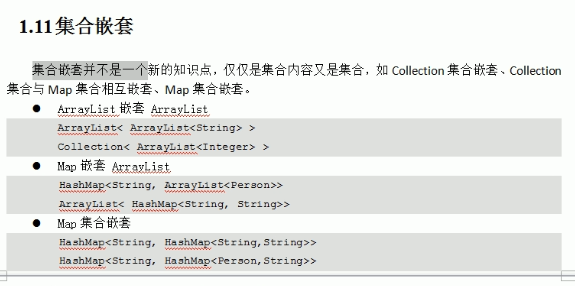 1.11集合嵌套
集合嵌套并不是一个新的知识点，仅仅是集合内容又是集合，如 Collection 集合嵌套、Collection
集合与 Map 集合相互嵌套、Map 集合嵌套。
● ArrayList 嵌套 ArrayList
ArrayList< ArrayList<String> >
Collection< ArrayList<Integer> >
● Map 嵌套 ArrayList
HashMap<String, ArrayList<Person>>
ArrayList< HashMap<String, String>>
● Map 集合嵌套
HashMap<String, HashMap<String,String>>
HashMap<String, HashMap<Person,String>>